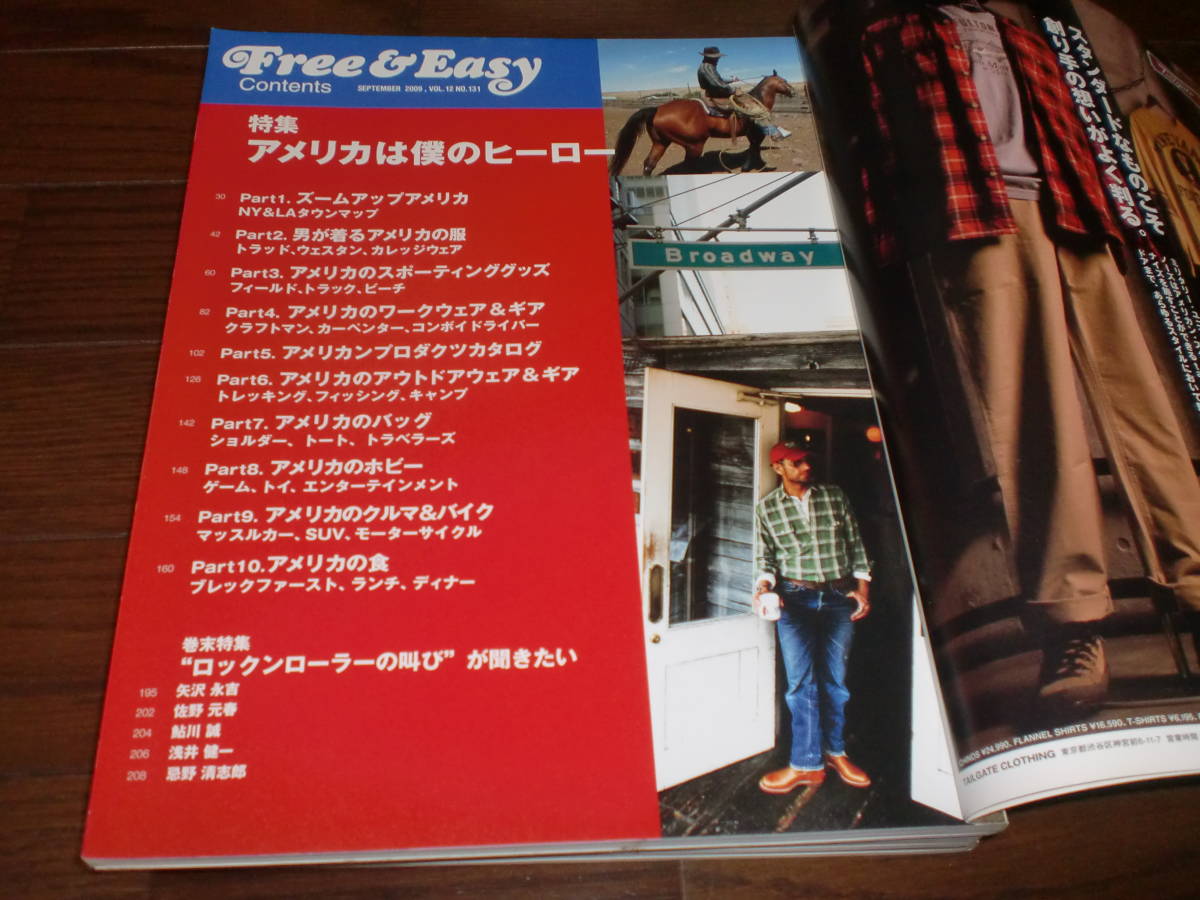 Free & Easy
Contents
SEPTEMBER 2009 , VOL.12 NO.131
特集
アメリカは僕のヒーロー
30 Part1. ズームアップアメリカ
NY&LAタウンマップ
42 Part2. 男が着るアメリカの服
トラッド、ウェスタン、カレッジウェア
60 Part3. アメリカのスポーティンググッズ
フィールド、トラック、ビーチ
82 Part4. アメリカのワークウェア&ギア
クラフトマン、カーペンター、コンボイドライバー
102 Part5. アメリカンプロダクツカタログ
126 Part6. アメリカのアウトドアウェア&ギア
トレッキング、フィッシング、キャンプ
142 Part7. アメリカのバッグ
ショルダー、トート、トラベラーズ
148 Part8. アメリカのホビー
ゲーム、トイ、エンターテインメント
154 Part9. アメリカのクルマ&バイク
マッスルカー、SUV、モーターサイクル
160 Part10.アメリカの食
ブレックファースト、ランチ、ディナー
巻末特集
“ロックンローラーの叫び” が聞きたい
195 矢沢 永吉
202 佐野 元春
204 鮎川 誠
206 浅井 健一
208 忌野 清志郎
Broadway
スタンダードなものこそ
創り手の想いがよく判る。
¥24,990. FLANNEL SHIRTS ¥16,590. T-SHIRTS ¥6,195.
TAILGATE CLOTHING 東京都渋谷区神宮前6-11-7 営業時間